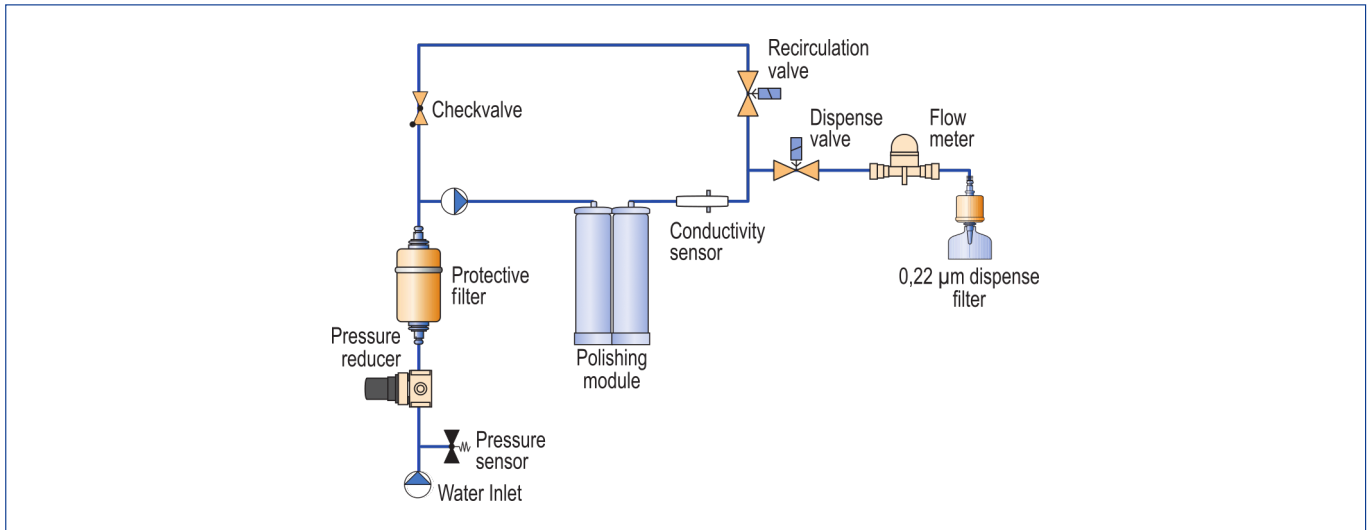 Recirculation
valve
Checkvalve
Dispense
valve
Flow
meter
Conductivity
sensor
Protective
filter
0,22 µm dispense
filter
Pressure
reducer
Polishing
module
Pressure
sensor
Water Inlet